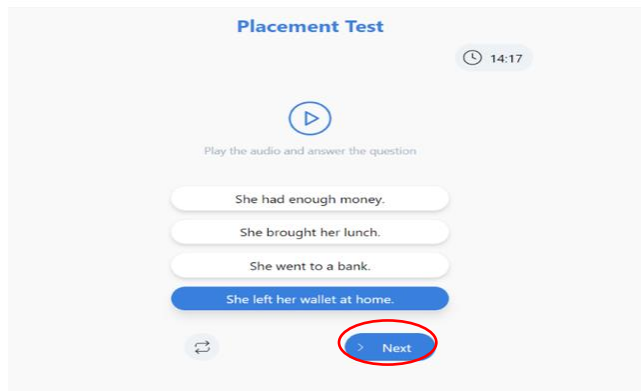 Placement Test
14:17
Play the audio and answer the question
She had enough money.
She brought her lunch.
She went to a bank.
She left her wallet at home.
Next